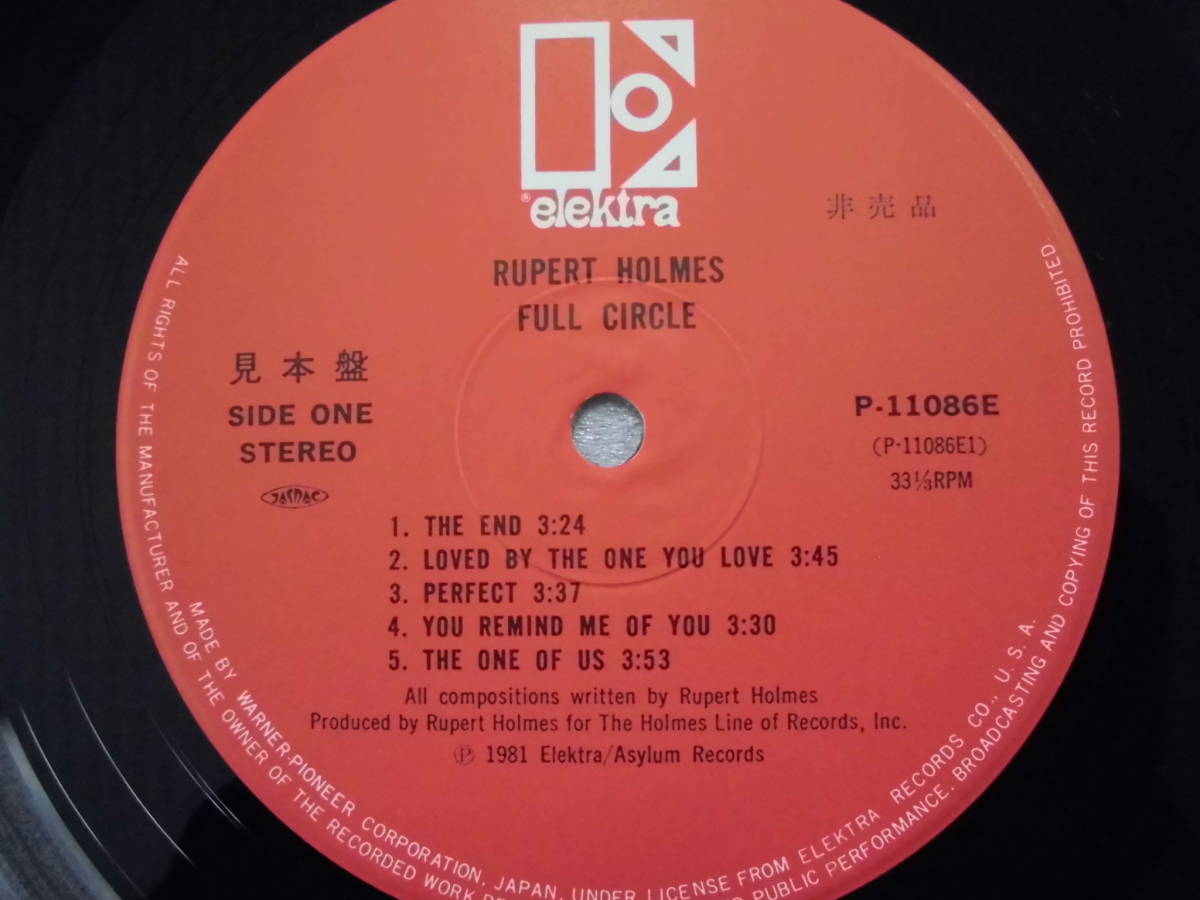 ® elektra
非売品
RUPERT HOLMES
FULL CIRCLE
見本盤
SIDE ONE
STEREO
JASRAC
P-11086E
(P-11086E1)
33⅓RPM
1. THE END 3:24
2. LOVED BY THE ONE YOU LOVE 3:45
3. PERFECT 3:37
4. YOU REMIND ME OF YOU 3:30
5. THE ONE OF US 3:53
All compositions written by Rupert Holmes
Produced by Rupert Holmes for The Holmes Line of Records, Inc.
Ⓟ 1981 Elektra/Asylum Records
MADE BY WARNER-PIONEER CORPORATION, JAPAN, UNDER LICENSE FROM ELEKTRA RECORDS CO., U. S. A.
ALL RIGHTS OF THE MANUFACTURER AND OF THE OWNER OF THE RECORDED WORK PUBLIC PERFORMANCE, BROADCASTING AND COPYING OF THIS RECORD PROHIBITED